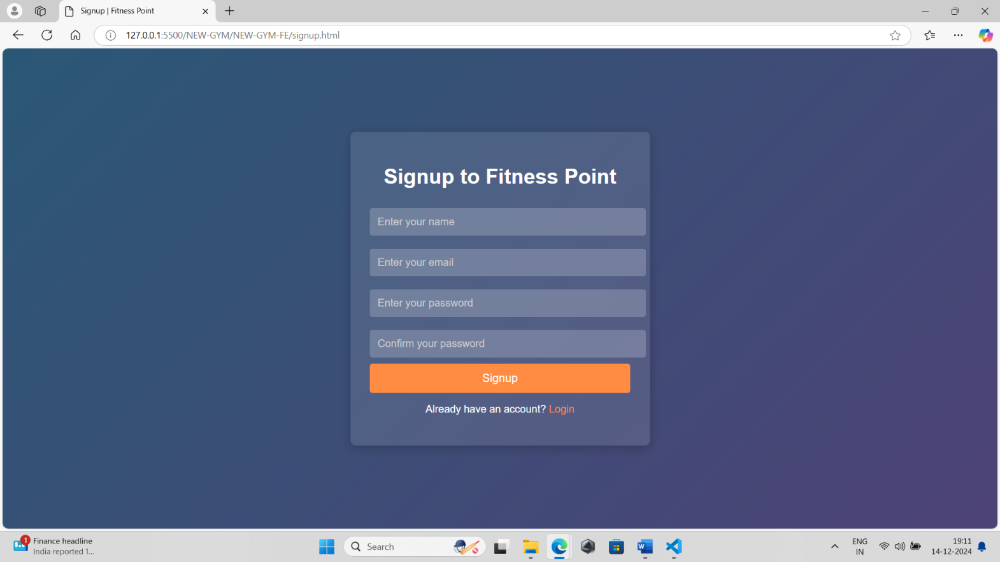 Signup | Fitness Point
127.0.0.1:5500/NEW-GYM/NEW-GYM-FE/signup.html
Signup to Fitness Point
Enter your name
Enter your email
Enter your password
Confirm your password
Signup
Already have an account? Login
1
Finance headline
India reported 1...
Search
ENG
IN
19:11
14-12-2024